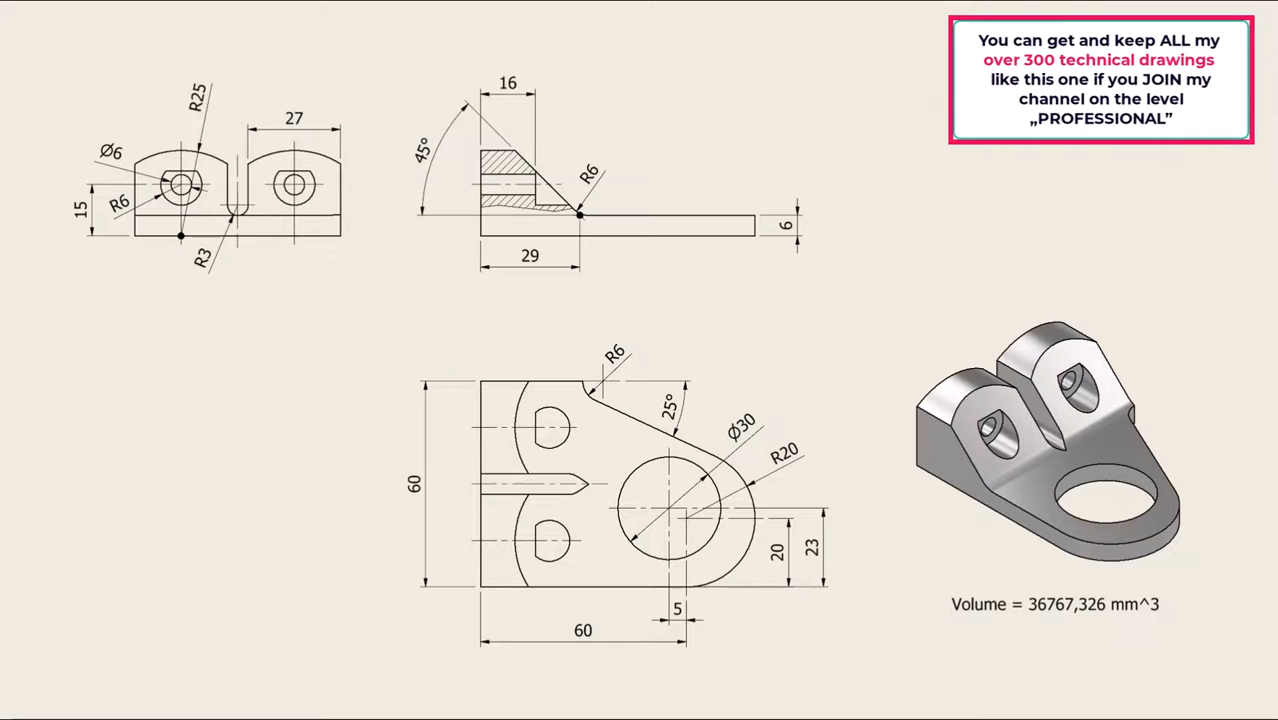 You can get and keep ALL my
over 300 technical drawings
like this one if you JOIN my
channel on the level
„PROFESSIONAL”
R25
27
Ø6
R6
15
R3
16
45°
R6
6
29
R6
25°
Ø30
R20
60
20
23
5
60
Volume = 36767,326 mm^3